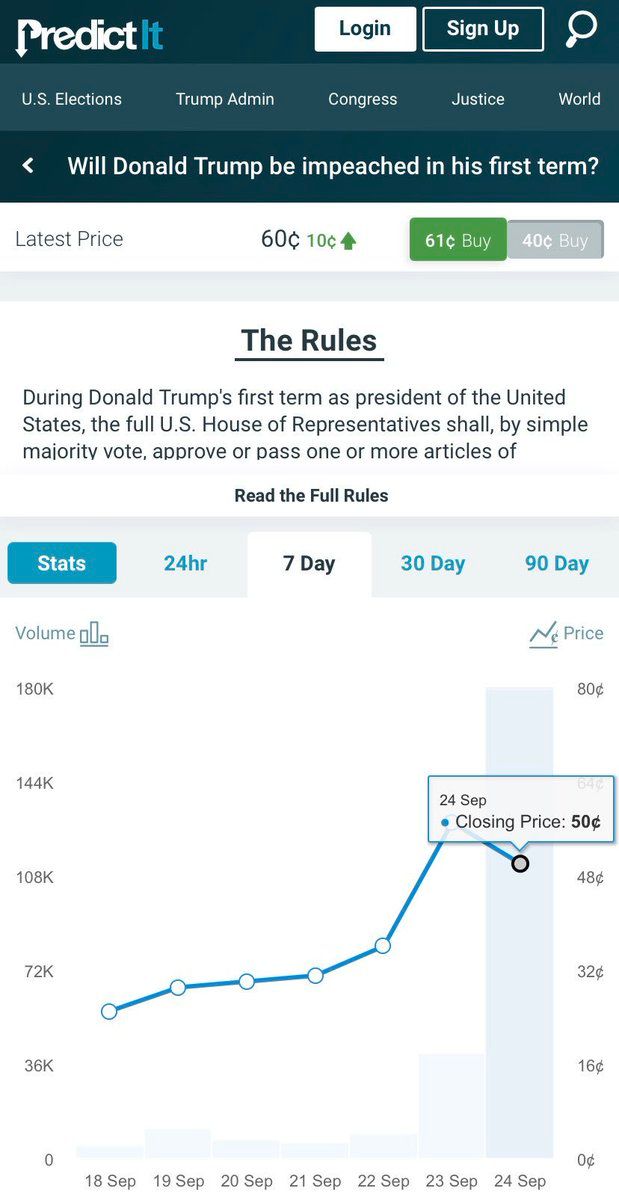 PredictIt
Login
Sign Up
U.S. Elections
Trump Admin
Congress
Justice
World
Will Donald Trump be impeached in his first term?
Latest Price
60¢ 10¢
61¢ Buy
40¢ Buy
The Rules
During Donald Trump's first term as president of the United
States, the full U.S. House of Representatives shall, by simple
majority vote, approve or pass one or more articles of
Read the Full Rules
Stats
24hr
7 Day
30 Day
90 Day
Volume
¢ Price
180K
80¢
144K
64¢
24 Sep
Closing Price: 50¢
108K
48¢
72K
32¢
36K
16¢
0
0¢
18 Sep 19 Sep 20 Sep 21 Sep 22 Sep 23 Sep 24 Sep